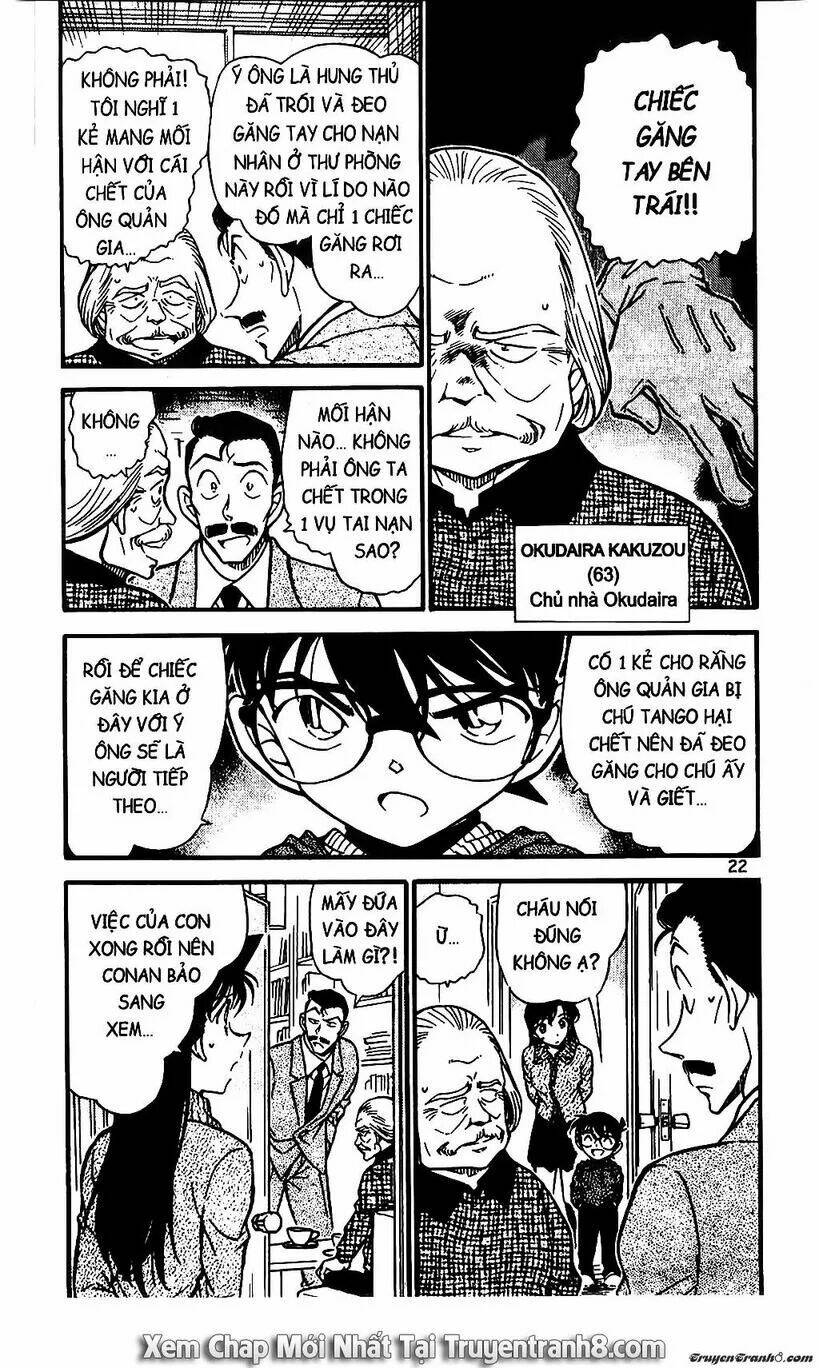 CHIẾC
GĂNG
TAY BÊN
TRÁI!!
OKUDAIRA KAKUZOU
(63)
Chủ nhà Okudaira
Ý ÔNG LÀ HUNG THỦ
ĐÃ TRÓI VÀ ĐEO
GĂNG TAY CHO NẠN
NHÂN Ở THƯ PHÒNG
NÀY RỒI VÌ LÍ DO NÀO
ĐÓ MÀ CHỈ 1 CHIẾC
GĂNG RƠI
RA...
KHÔNG PHẢI!
TÔI NGHĨ 1
KẺ MANG MỐI
HẬN VỚI CÁI
CHẾT CỦA
ÔNG QUẢN
GIA...
MỐI HẬN
NÀO... KHÔNG
PHẢI ÔNG TA
CHẾT TRONG
1 VỤ TAI NẠN
SAO?
KHÔNG
...
CÓ 1 KẺ CHO RẰNG
ÔNG QUẢN GIA BỊ
CHÚ TANGO HẠI
CHẾT NÊN ĐÃ ĐEO
GĂNG CHO CHÚ ẤY
VÀ GIẾT...
RỒI ĐỂ CHIẾC
GĂNG KIA Ở
ĐÂY VỚI Ý
ÔNG SẼ LÀ
NGƯỜI TIẾP
THEO...
22
CHÁU NÓI
ĐÚNG
KHÔNG Ạ?
Ừ...
MẤY ĐỨA
VÀO ĐÂY
LÀM GÌ?!
VIỆC CỦA CON
XONG RỒI NÊN
CONAN BẢO
SANG
XEM...
Xem Chap Mới Nhất Tại Truyentranh8.com
TruyenTranh8.com